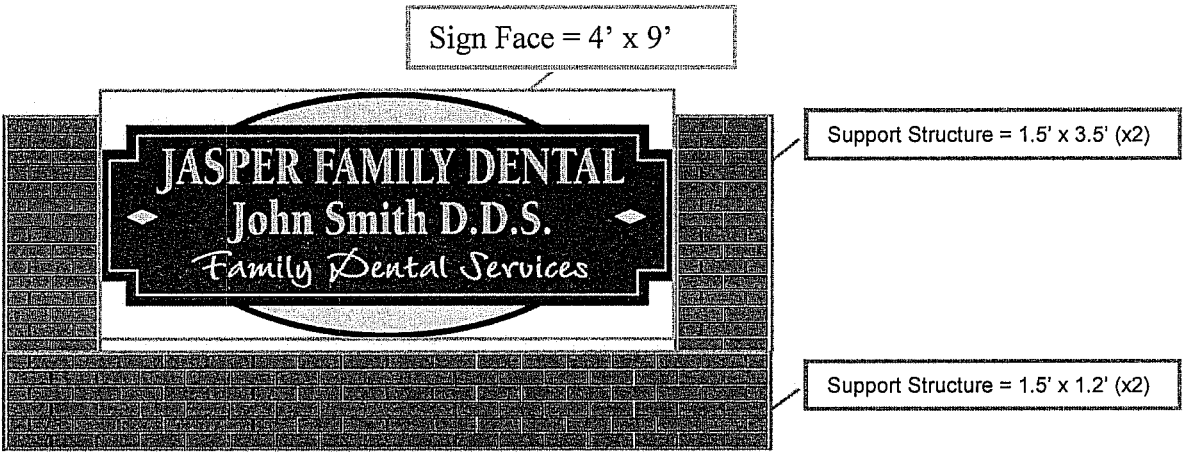 Sign Face = 4’ x 9’
Support Structure = 1.5' x 3.5' (x2)
JASPER FAMILY DENTAL
John Smith D.D.S.
Family Dental Services
Support Structure = 1.5' x 1.2' (x2)